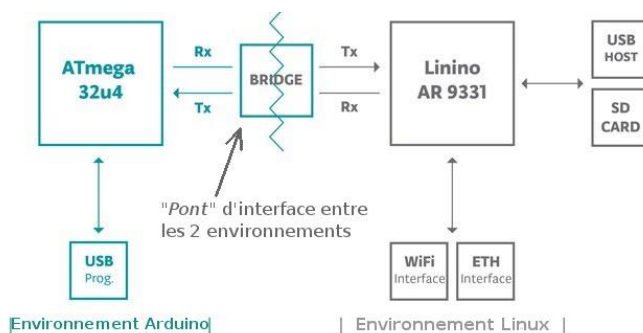 ATmega
32u4
Rx
Tx
BRIDGE
Tx
Rx
Linino
AR 9331
USB
HOST
SD
CARD
"Pont" d'interface entre
les 2 environnements
USB
Prog.
WiFi
Interface
ETH
Interface
|Environnement Arduino|
| Environnement Linux |